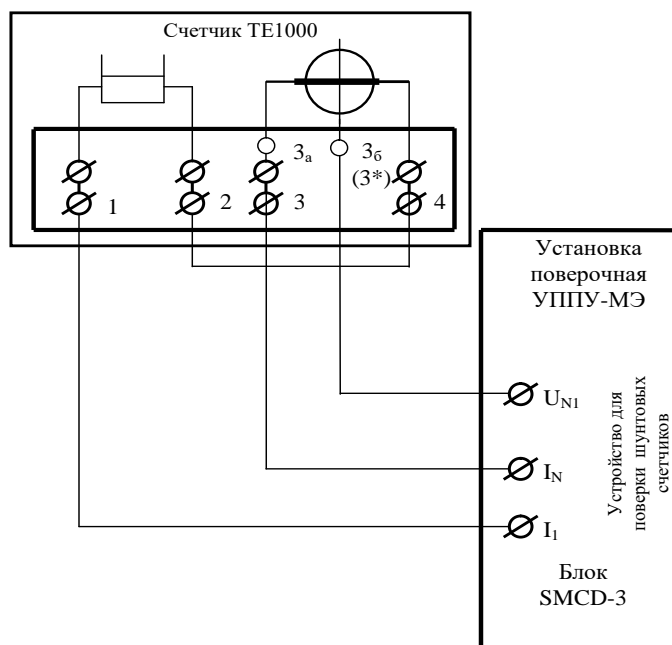 Счетчик ТЕ1000
3а
3б
(3*)
1
2
3
4
Установка
поверочная
УППУ-МЭ
UN1
IN
I1
Устройство для
поверки шунтовых
счетчиков
Блок
SMCD-3